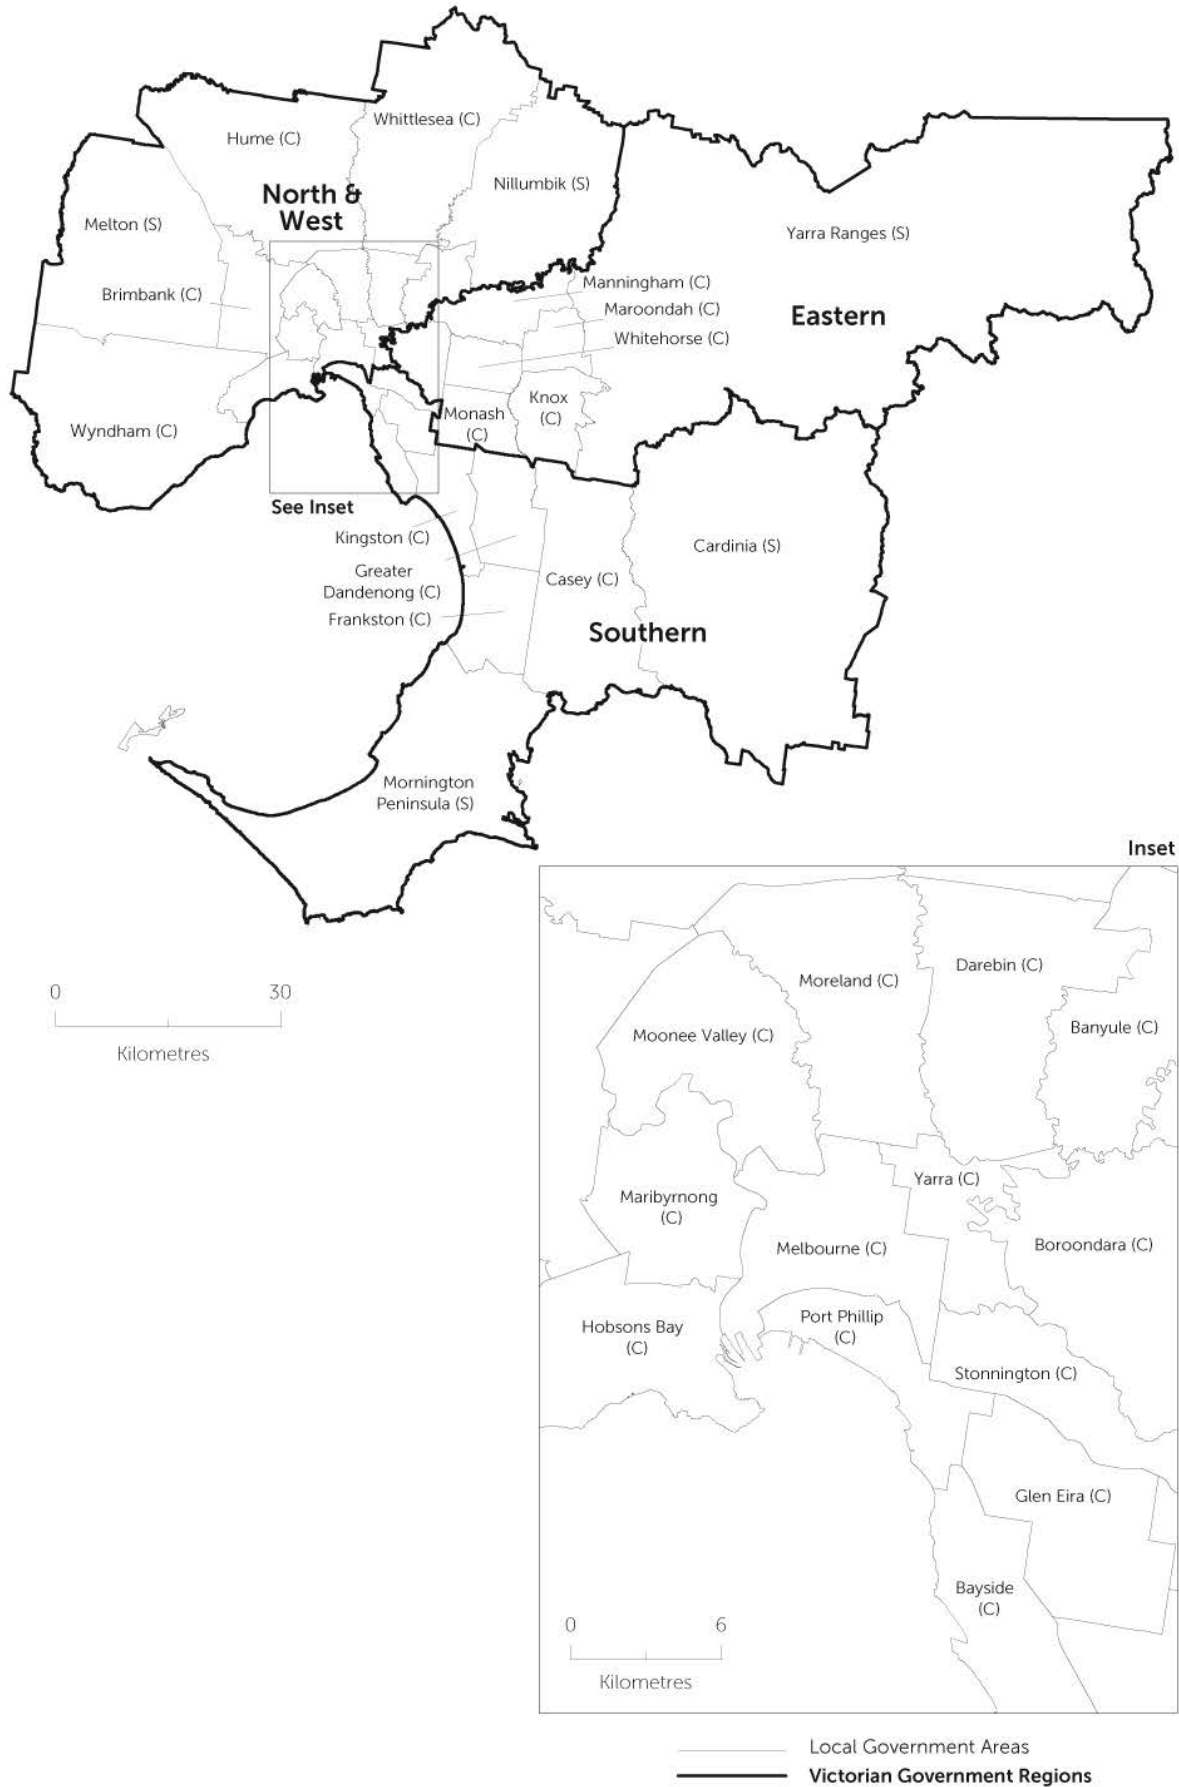 Whittlesea (C)
Hume (C)
Nillumbik (S)
North &
West
Melton (S)
Yarra Ranges (S)
Manningham (C)
Brimbank (C)
Maroondah (C)
Eastern
Whitehorse (C)
Knox
(C)
Monash
(C)
Wyndham (C)
See Inset
Kingston (C)
Cardinia (S)
Greater
Dandenong (C)
Casey (C)
Frankston (C)
Southern
Mornington
Peninsula (S)
Inset
Darebin (C)
Moreland (C)
0 30
Kilometres
Banyule (C)
Moonee Valley (C)
Yarra (C)
Maribyrnong
(C)
Boroondara (C)
Melbourne (C)
Port Phillip
(C)
Hobsons Bay
(C)
Stonnington (C)
Glen Eira (C)
Bayside
(C)
0 6
Kilometres
Local Government Areas
Victorian Government Regions